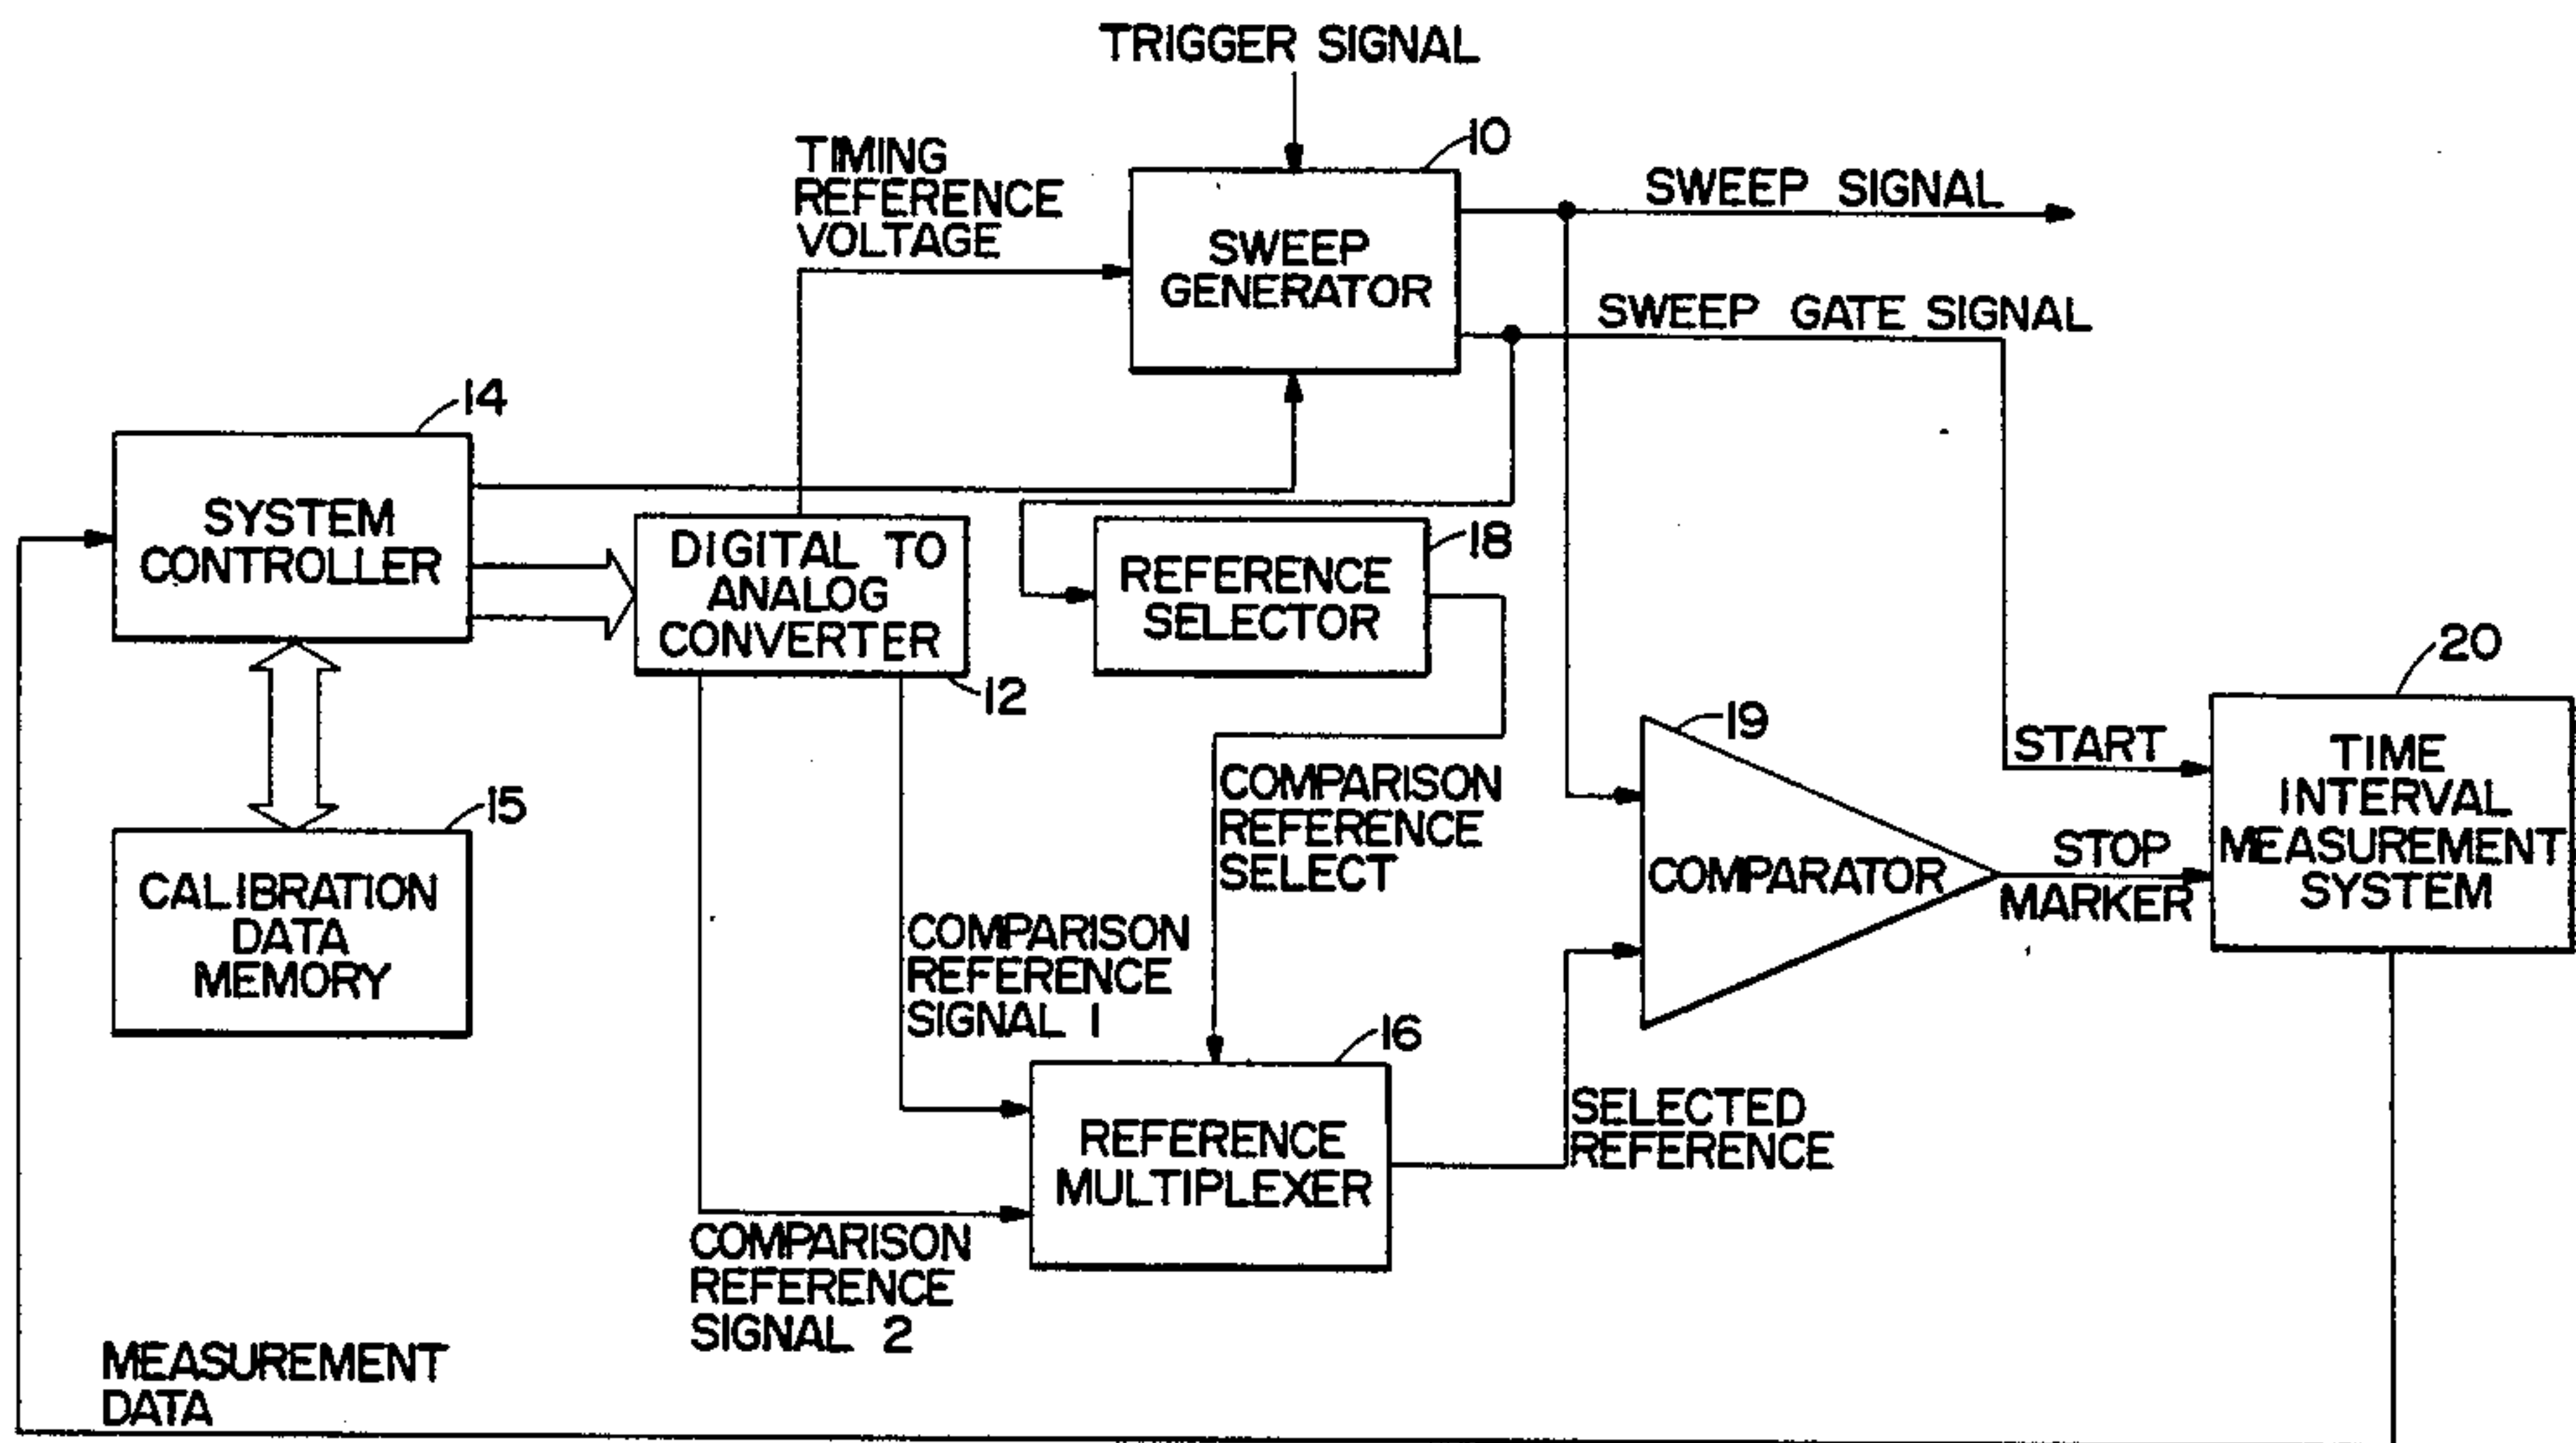 TRIGGER SIGNAL
10
TIMING
REFERENCE
VOLTAGE
SWEEP
GENERATOR
SWEEP SIGNAL
SWEEP GATE SIGNAL
14
SYSTEM
CONTROLLER
DIGITAL TO
ANALOG
CONVERTER
12
18
REFERENCE
SELECTOR
15
CALIBRATION
DATA
MEMORY
COMPARISON
REFERENCE
SELECT
19
COMPARATOR
START
STOP
MARKER
20
TIME
INTERVAL
MEASUREMENT
SYSTEM
COMPARISON
REFERENCE
SIGNAL 1
16
REFERENCE
MULTIPLEXER
SELECTED
REFERENCE
COMPARISON
REFERENCE
SIGNAL 2
MEASUREMENT
DATA